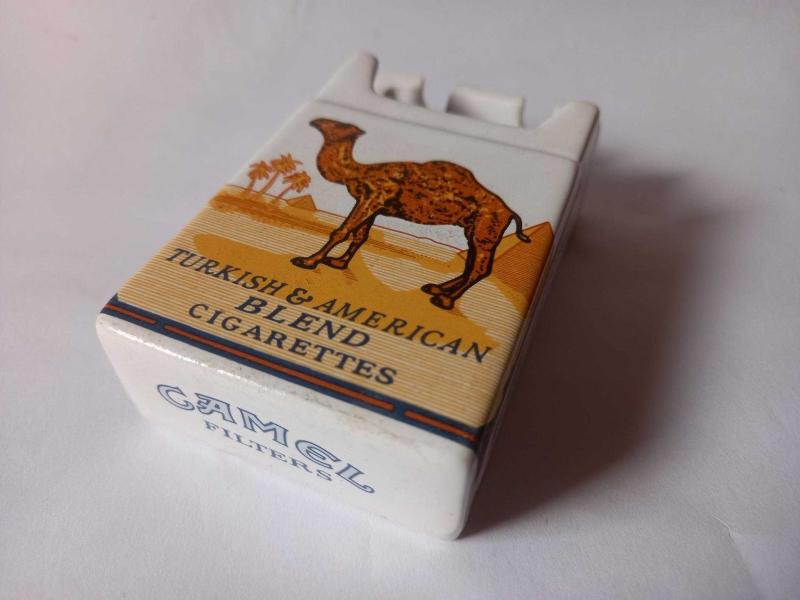 TURKISH & AMERICAN
BLEND
CIGARETTES
CAMEL
FILTERS